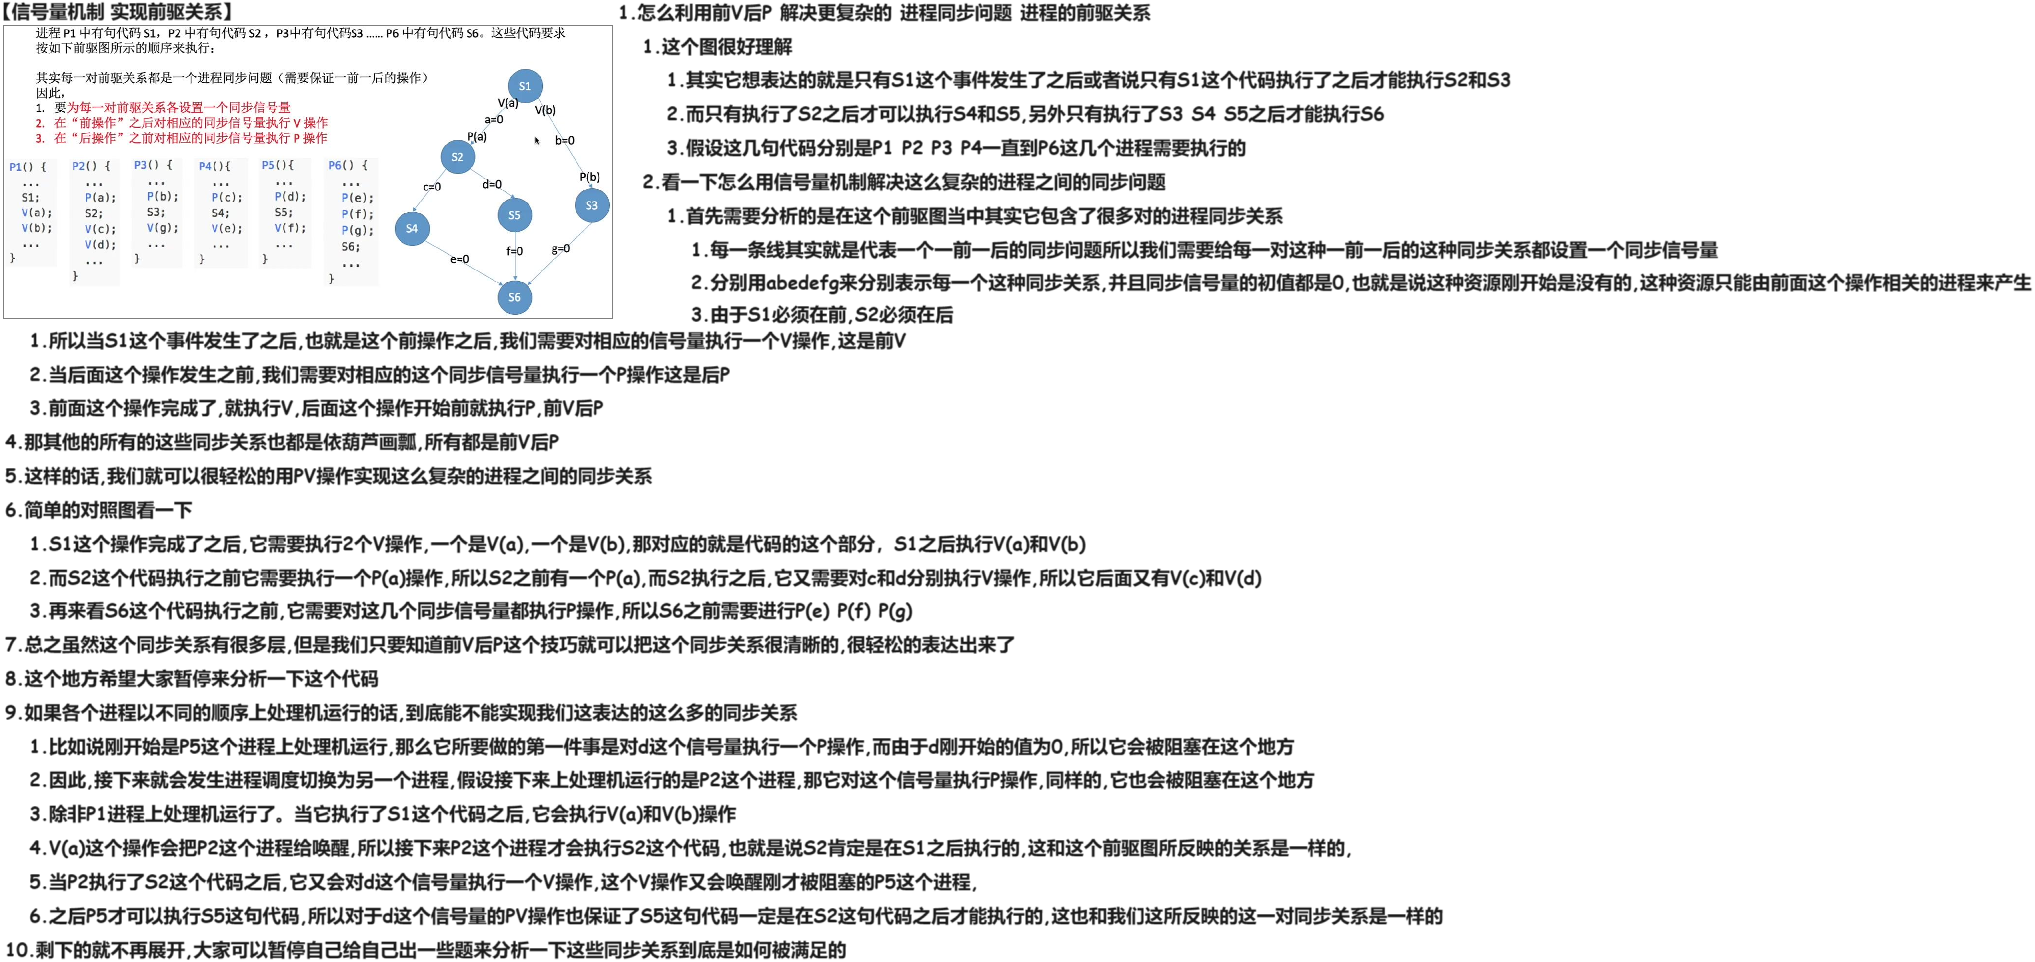 【信号量机制 实现前驱关系】
进程 P1 中有句代码 S1，P2 中有句代码 S2 ，P3中有句代码S3 …… P6 中有句代码 S6。这些代码要求
按如下前驱图所示的顺序来执行：
其实每一对前驱关系都是一个进程同步问题（需要保证一前一后的操作）
因此，
1. 要为每一对前驱关系各设置一个同步信号量
2. 在“前操作”之后对相应的同步信号量执行 V 操作
3. 在“后操作”之前对相应的同步信号量执行 P 操作
P1() {
...
S1;
V(a);
V(b);
...
}
P2() {
...
P(a);
S2;
V(c);
V(d);
...
}
P3() {
...
P(b);
S3;
V(g);
...
}
P4(){
...
P(c);
S4;
V(e);
...
}
P5(){
...
P(d);
S5;
V(f);
...
}
P6() {
...
P(e);
P(f);
P(g);
S6;
...
}
S1
V(a)
V(b)
a=0
P(a)
b=0
S2
P(b)
c=0
d=0
S3
S5
S4
f=0
g=0
e=0
S6
1.怎么利用前V后P 解决更复杂的 进程同步问题 进程的前驱关系
1.这个图很好理解
1.其实它想表达的就是只有S1这个事件发生了之后或者说只有S1这个代码执行了之后才能执行S2和S3
2.而只有执行了S2之后才可以执行S4和S5,另外只有执行了S3 S4 S5之后才能执行S6
3.假设这几句代码分别是P1 P2 P3 P4一直到P6这几个进程需要执行的
2.看一下怎么用信号量机制解决这么复杂的进程之间的同步问题
1.首先需要分析的是在这个前驱图当中其实它包含了很多对的进程同步关系
1.每一条线其实就是代表一个一前一后的同步问题所以我们需要给每一对这种一前一后的这种同步关系都设置一个同步信号量
2.分别用abedefg来分别表示每一个这种同步关系,并且同步信号量的初值都是0,也就是说这种资源刚开始是没有的,这种资源只能由前面这个操作相关的进程来产生
3.由于S1必须在前,S2必须在后
1.所以当S1这个事件发生了之后,也就是这个前操作之后,我们需要对相应的信号量执行一个V操作,这是前V
2.当后面这个操作发生之前,我们需要对相应的这个同步信号量执行一个P操作这是后P
3.前面这个操作完成了,就执行V,后面这个操作开始前就执行P,前V后P
4.那其他的所有的这些同步关系也都是依葫芦画瓢,所有都是前V后P
5.这样的话,我们就可以很轻松的用PV操作实现这么复杂的进程之间的同步关系
6.简单的对照图看一下
1.S1这个操作完成了之后,它需要执行2个V操作,一个是V(a),一个是V(b),那对应的就是代码的这个部分，S1之后执行V(a)和V(b)
2.而S2这个代码执行之前它需要执行一个P(a)操作,所以S2之前有一个P(a),而S2执行之后,它又需要对c和d分别执行V操作,所以它后面又有V(c)和V(d)
3.再来看S6这个代码执行之前,它需要对这几个同步信号量都执行P操作,所以S6之前需要进行P(e) P(f) P(g)
7.总之虽然这个同步关系有很多层,但是我们只要知道前V后P这个技巧就可以把这个同步关系很清晰的,很轻松的表达出来了
8.这个地方希望大家暂停来分析一下这个代码
9.如果各个进程以不同的顺序上处理机运行的话,到底能不能实现我们这表达的这么多的同步关系
1.比如说刚开始是P5这个进程上处理机运行,那么它所要做的第一件事是对d这个信号量执行一个P操作,而由于d刚开始的值为0,所以它会被阻塞在这个地方
2.因此,接下来就会发生进程调度切换为另一个进程,假设接下来上处理机运行的是P2这个进程,那它对这个信号量执行P操作,同样的,它也会被阻塞在这个地方
3.除非P1进程上处理机运行了。当它执行了S1这个代码之后,它会执行V(a)和V(b)操作
4.V(a)这个操作会把P2这个进程给唤醒,所以接下来P2这个进程才会执行S2这个代码,也就是说S2肯定是在S1之后执行的,这和这个前驱图所反映的关系是一样的,
5.当P2执行了S2这个代码之后,它又会对d这个信号量执行一个V操作,这个V操作又会唤醒刚才被阻塞的P5这个进程,
6.之后P5才可以执行S5这句代码,所以对于d这个信号量的PV操作也保证了S5这句代码一定是在S2这句代码之后才能执行的,这也和我们这所反映的这一对同步关系是一样的
10.剩下的就不再展开,大家可以暂停自己给自己出一些题来分析一下这些同步关系到底是如何被满足的